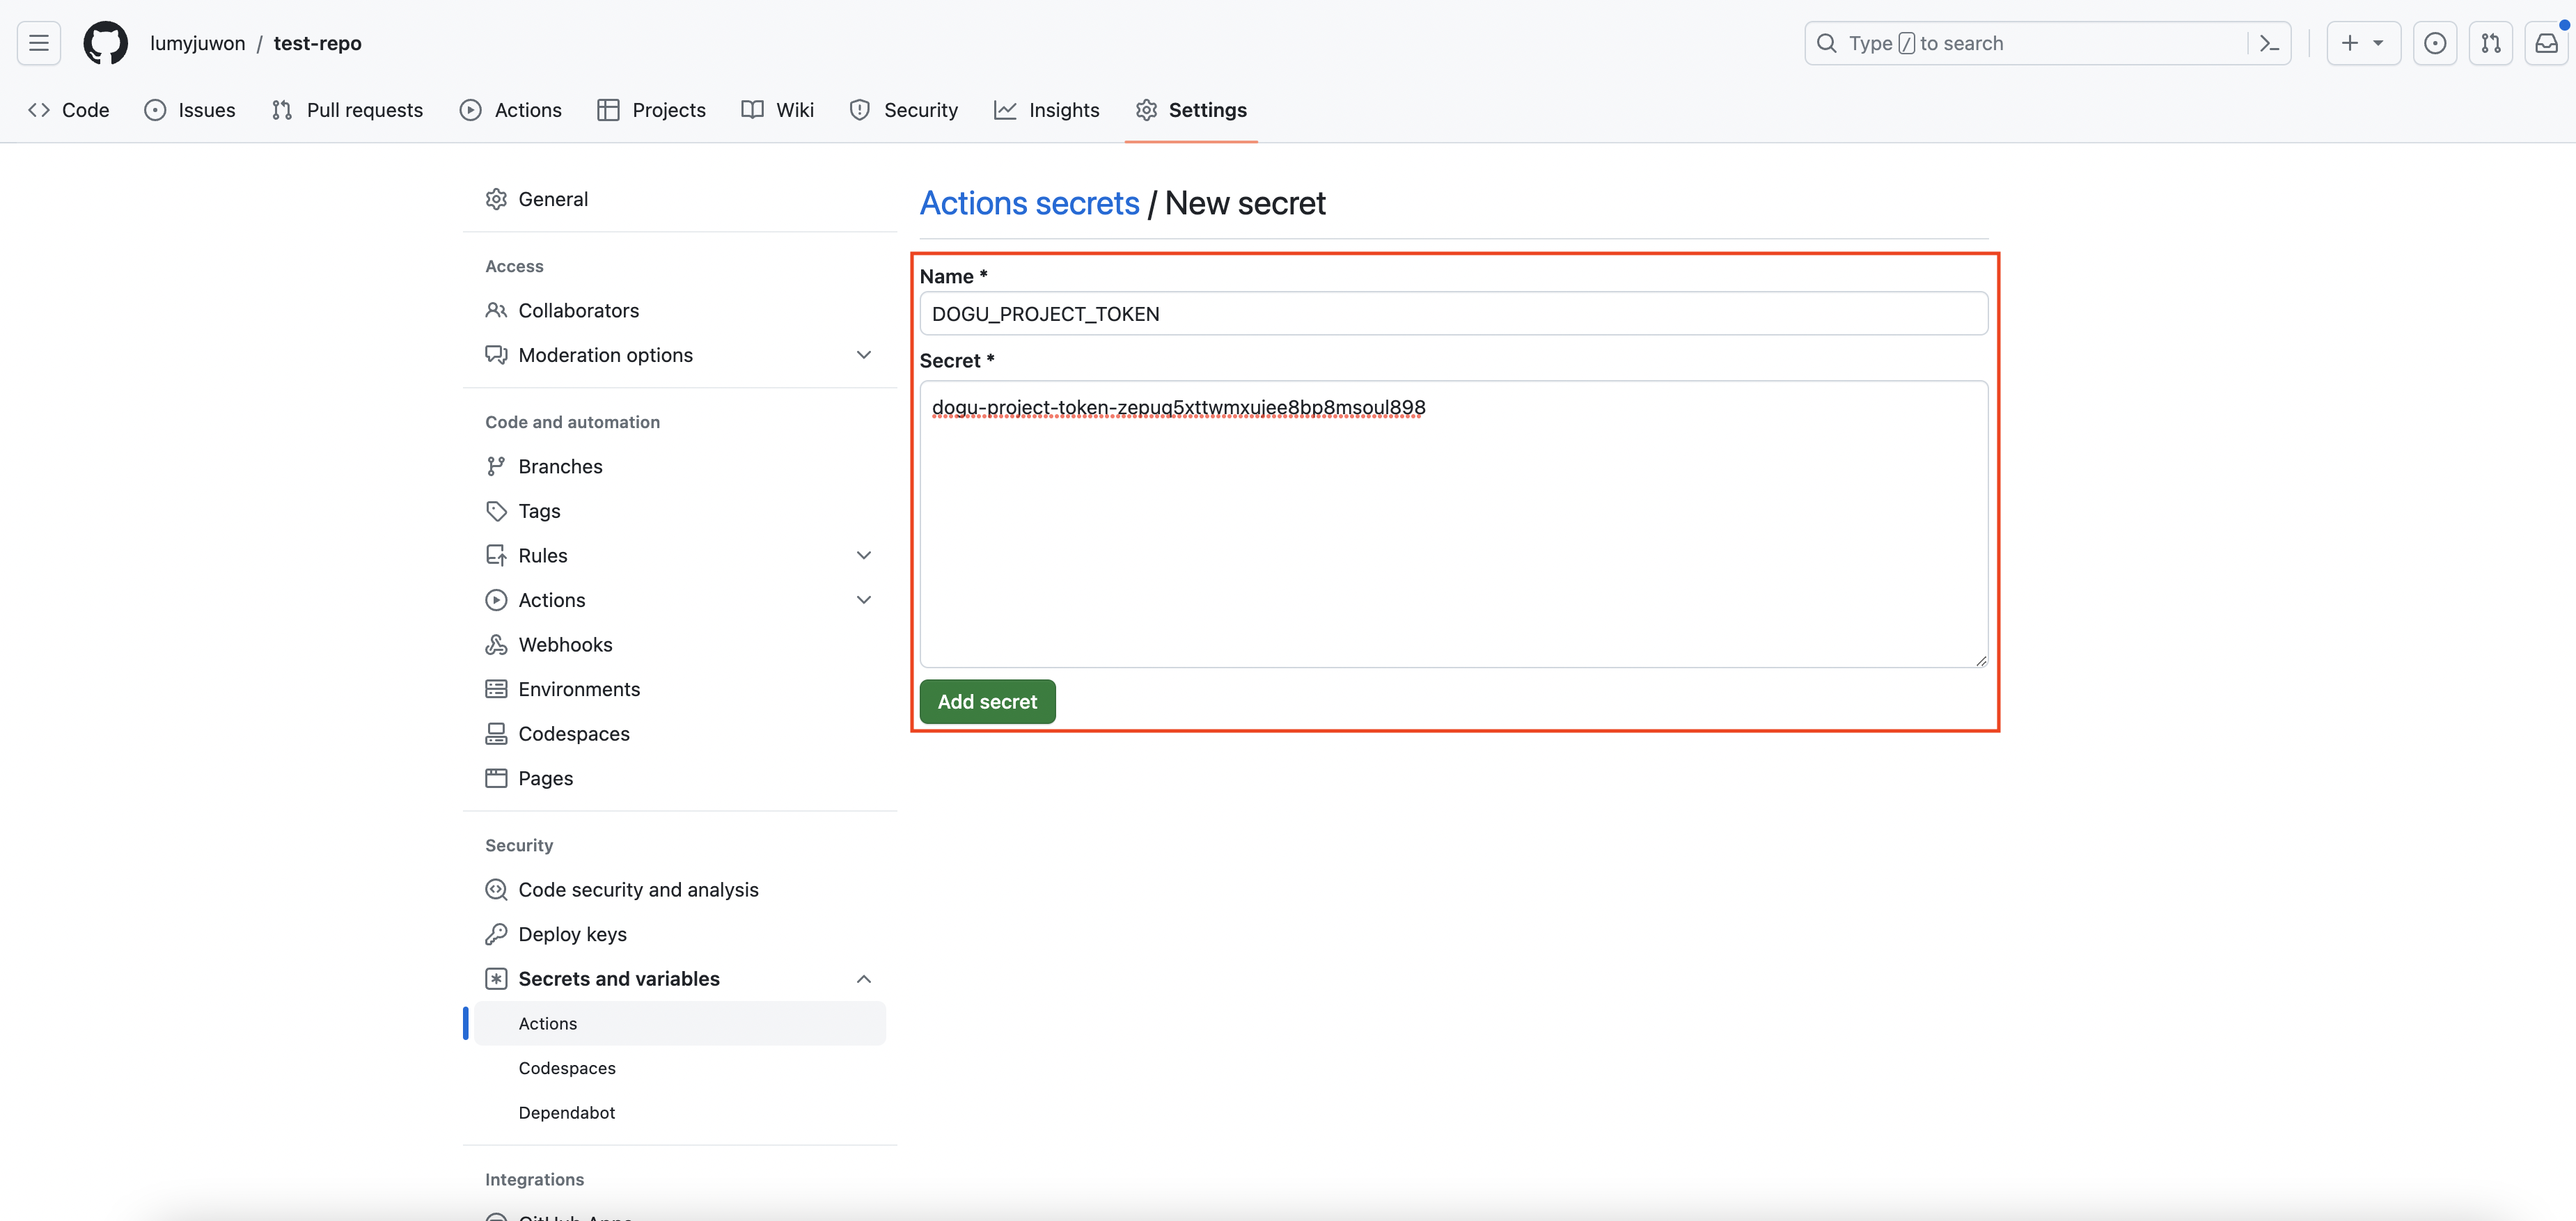 lumyjuwon / test-repo
Type / to search
Code
Issues
Pull requests
Actions
Projects
Wiki
Security
Insights
Settings
General
Access
Collaborators
Moderation options
Code and automation
Branches
Tags
Rules
Actions
Webhooks
Environments
Codespaces
Pages
Security
Code security and analysis
Deploy keys
Secrets and variables
Actions
Codespaces
Dependabot
Integrations
GitHub Apps
Actions secrets / New secret
Name *
DOGU_PROJECT_TOKEN
Secret *
dogu-project-token-zepuq5xttwmxujee8bp8msoul898
Add secret